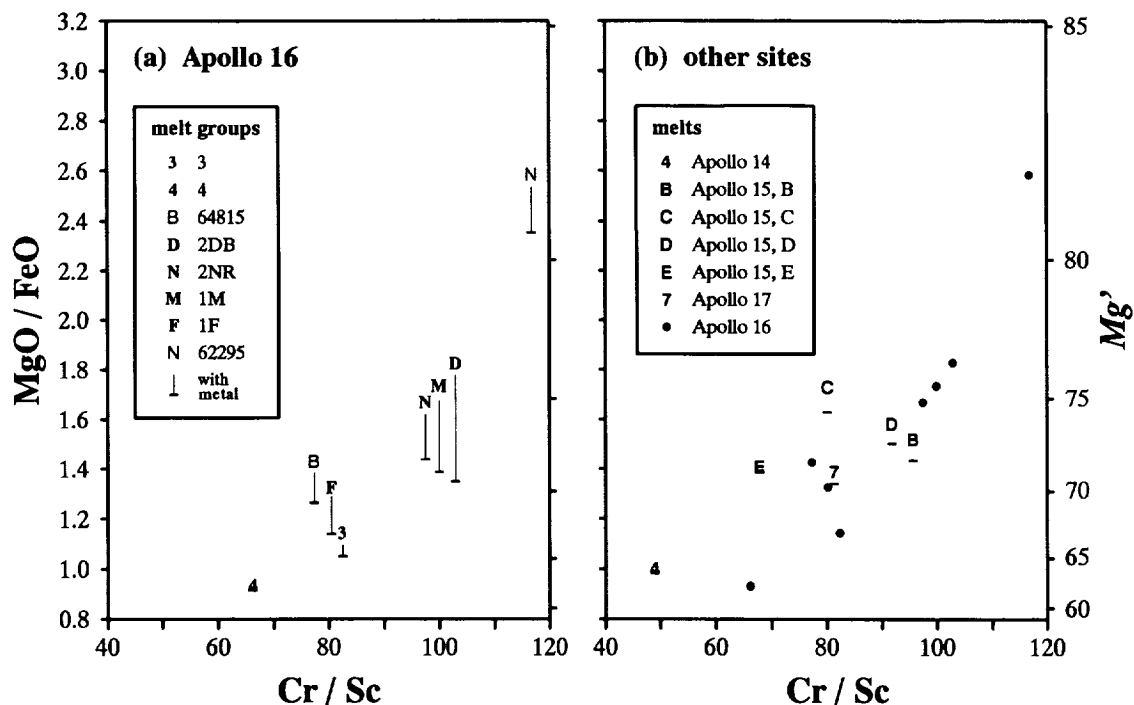 (a) Apollo 16
MgO / FeO
3.2
3.0
2.8
2.6
2.4
2.2
2.0
1.8
1.6
1.4
1.2
1.0
0.8
melt groups
3 3
4 4
B 64815
D 2DB
N 2NR
M 1M
F 1F
N 62295
with
metal
N
D
M
N
B
F
3
4
40 60 80 100 120
Cr / Sc
(b) other sites
melts
4 Apollo 14
B Apollo 15, B
C Apollo 15, C
D Apollo 15, D
E Apollo 15, E
7 Apollo 17
• Apollo 16
C
D
B
E
7
4
85
80
75
70
65
60
Mg'
40 60 80 100 120
Cr / Sc